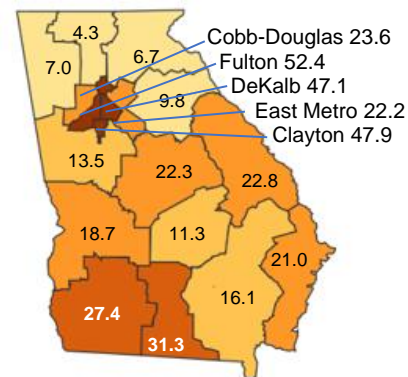 4.3
6.7
7.0
Cobb-Douglas 23.6
Fulton 52.4
DeKalb 47.1
9.8
East Metro 22.2
Clayton 47.9
13.5
22.3
22.8
18.7
11.3
21.0
16.1
27.4
31.3